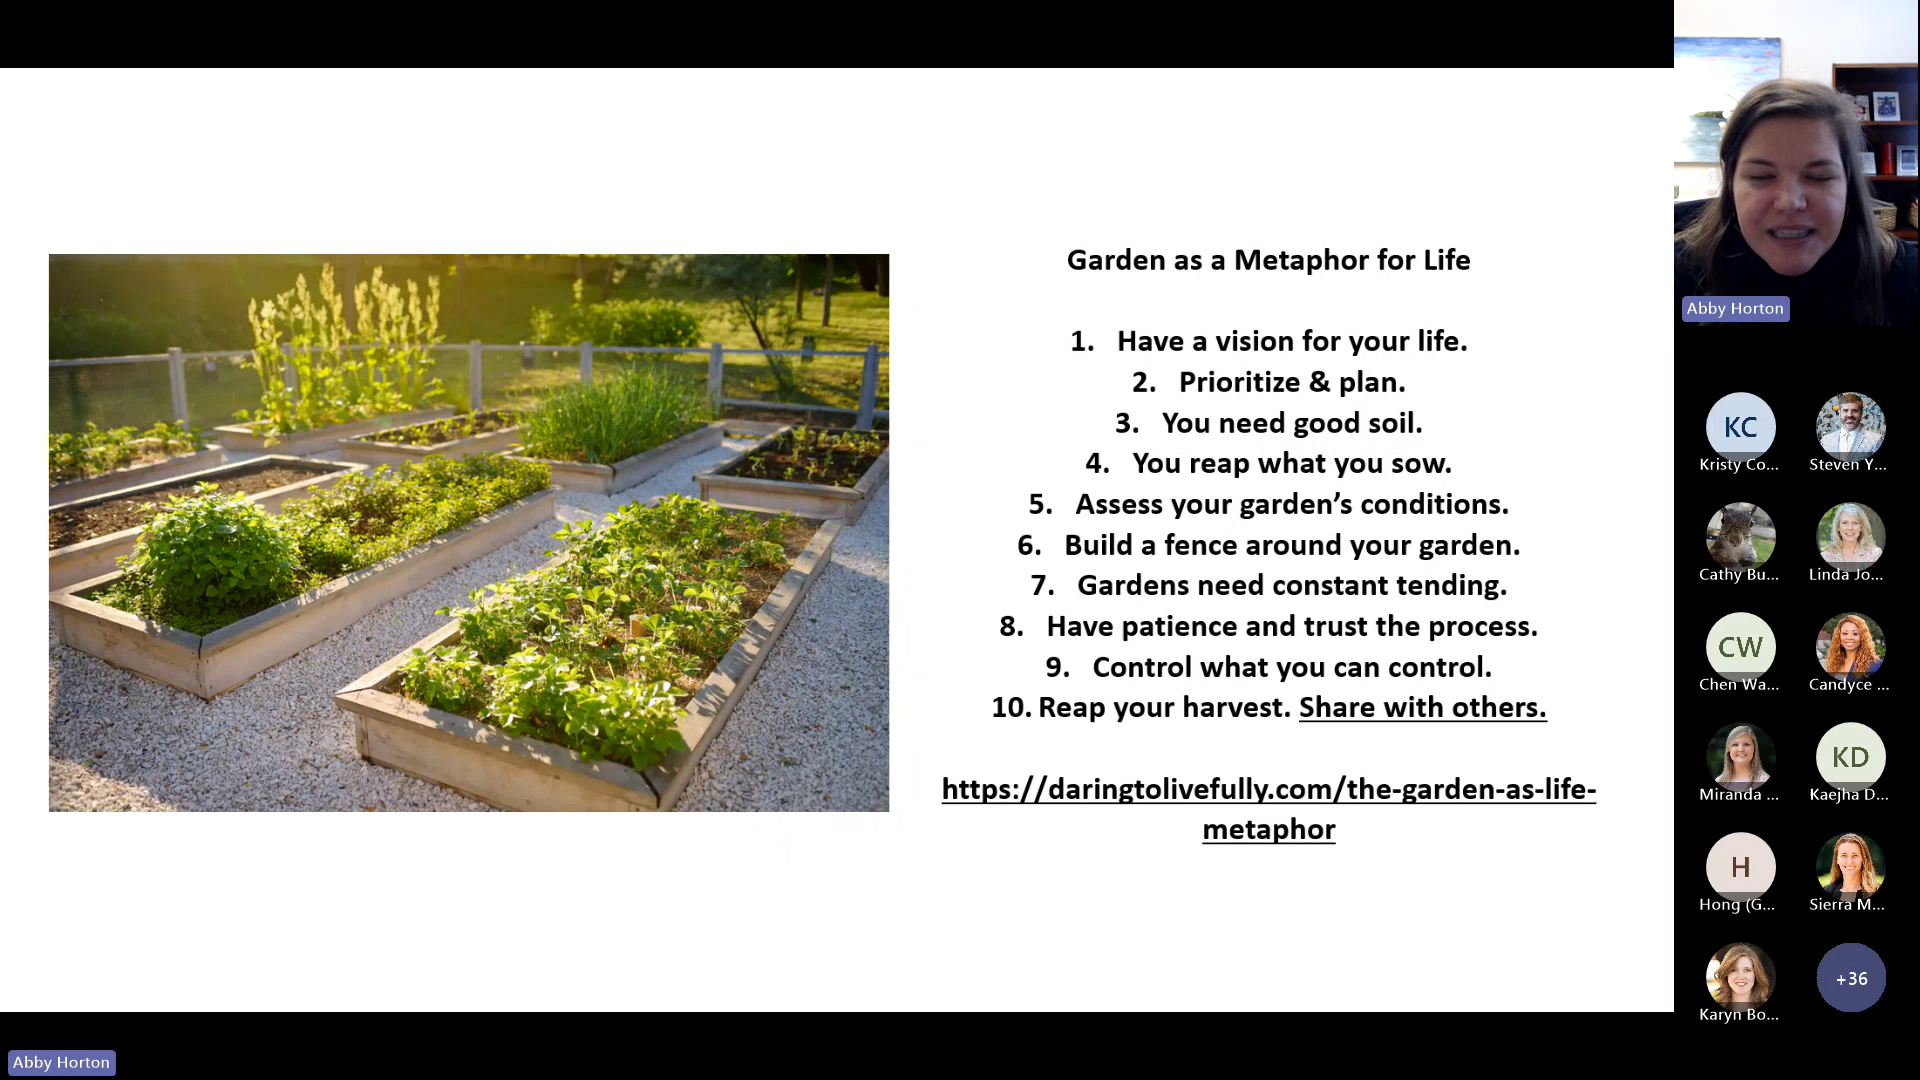 Garden as a Metaphor for Life
1. Have a vision for your life.
2. Prioritize & plan.
3. You need good soil.
4. You reap what you sow.
5. Assess your garden’s conditions.
6. Build a fence around your garden.
7. Gardens need constant tending.
8. Have patience and trust the process.
9. Control what you can control.
10. Reap your harvest. Share with others.
https://daringtolivefully.com/the-garden-as-life-
metaphor
Abby Horton
KC
Kristy Co...
Steven Y...
Cathy Bu...
Linda Jo...
CW
Chen Wa...
Candyce ...
Miranda ...
KD
Kaejha D...
H
Hong (G...
Sierra M...
Karyn Bo...
+36
Abby Horton